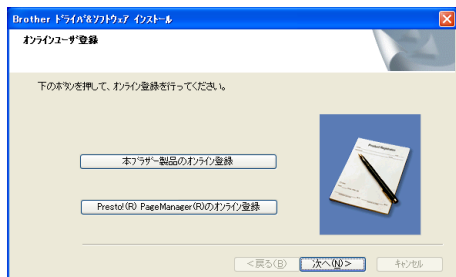 Brother ドライバ&ソフトウェア インストール
オンラインユーザ登録
下のボタンを押して、オンライン登録を行ってください。
本ブラザー製品のオンライン登録
Presto!(R) PageManager(R)のオンライン登録
<戻る(B) 次へ(N)> キャンセル